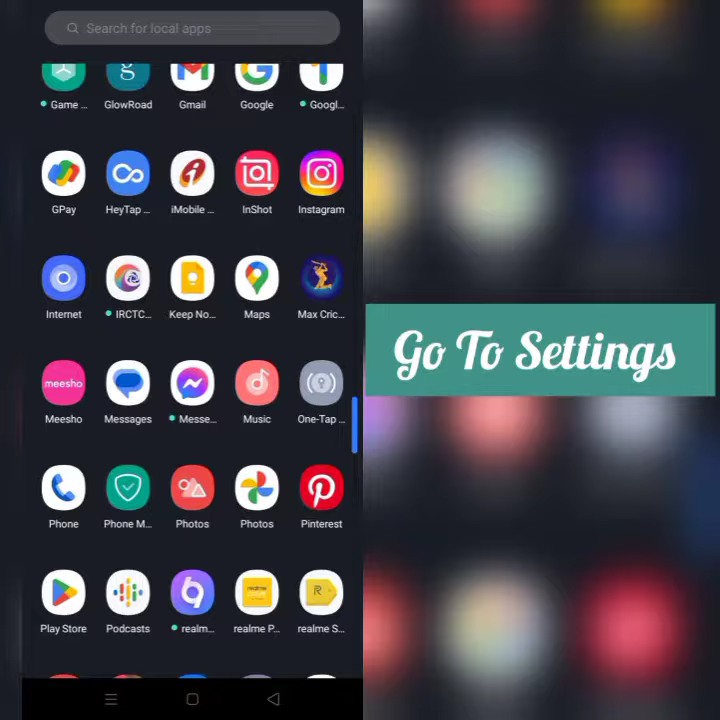 Search for local apps
Game ...
GlowRoad
Gmail
Google
Googl...
GPay
HeyTap ...
iMobile ...
InShot
Instagram
Internet
IRCTC...
Keep No...
Maps
Max Cric...
meesho
Meesho
Messages
Messe...
Music
One-Tap ...
Phone
Phone M...
Photos
Photos
Pinterest
realme
R
Play Store
Podcasts
realm...
realme P...
realme S...
Go To Settings